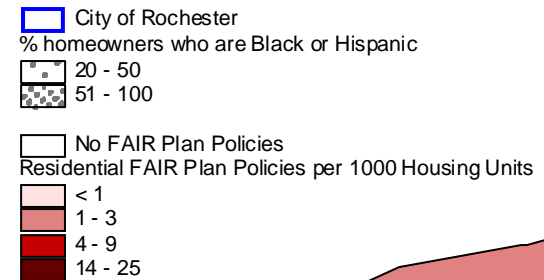 City of Rochester
% homeowners who are Black or Hispanic
20 - 50
51 - 100
No FAIR Plan Policies
Residential FAIR Plan Policies per 1000 Housing Units
< 1
1 - 3
4 - 9
14 - 25